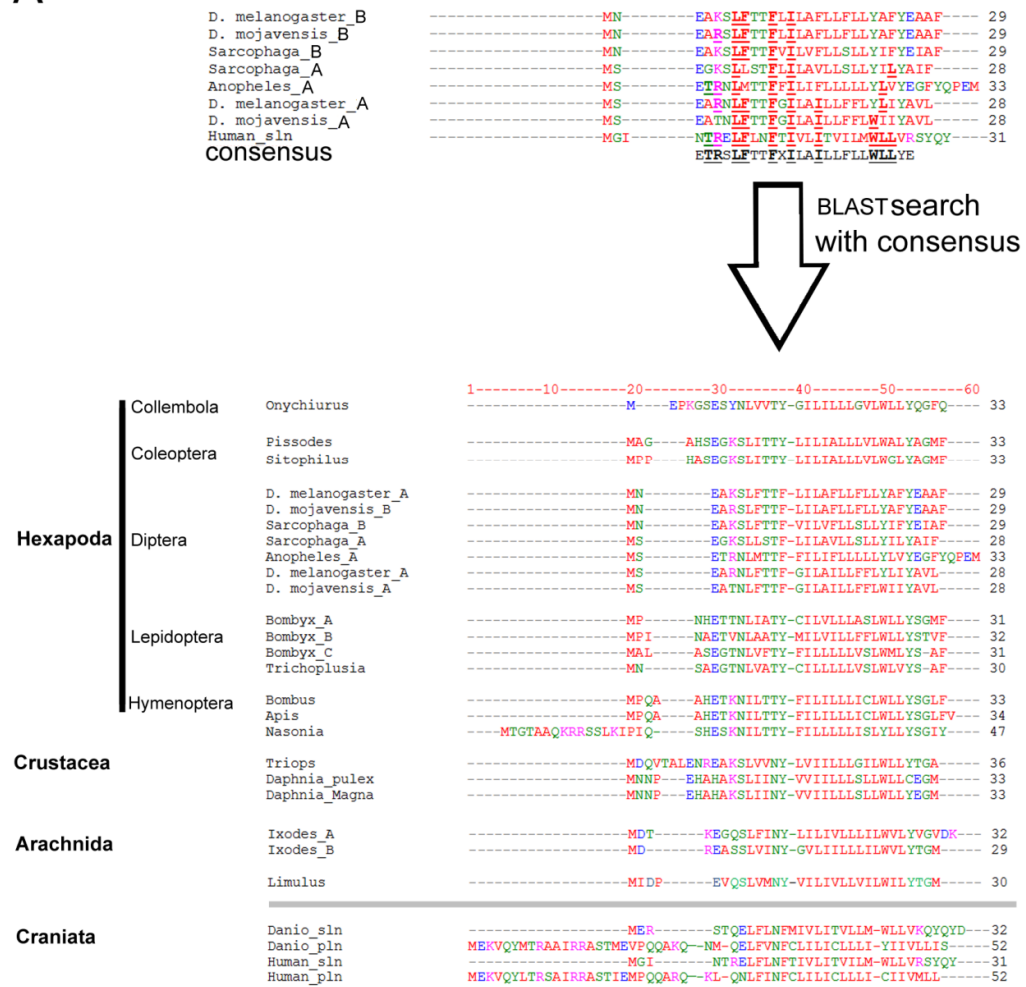 D. melanogaster_B -------------------MN--------EAKSLFTTFLILAFLLFLLYAFYEAAF---- 29
D. mojavensis_B -------------------MN--------EARSLFTTFLILAFLLFLLYAFYEAAF---- 29
Sarcophaga_B -------------------MN--------EAKSLFTTFVILVFLLSLLYIFYEIAF---- 29
Sarcophaga_A -------------------MS--------EGKSLLSTFLILAVLLSLLYILYAIF----- 28
Anopheles_A -------------------MS--------ETRNLMTTFFILILFLLLLYLVYEGFYQPEM 33
D. melanogaster_A -------------------MS--------EARNLFTTFGILAILLFFLYLIYAVL----- 28
D. mojavensis_A -------------------MS--------EATNLFTTFGILAILLFFLWIIYAVL----- 28
Human_sln -------------------MGI-------NTRELFLNFTIVLITVILMWLLVRSYQY--- 31
consensus ETRSLFTTFXILAILLFLLWLLYE
BLAST search
with consensus
1--------10--------20--------30--------40--------50--------60
Collembola Onychiurus -------------------M----EPKGSESYNLVVTY-GILILLLGVLWLLYQGFQ--- 33
Coleoptera
Pissodes -------------------MAG----AHSEGKSLITTY-LILIALLLVLWALYAGMF--- 33
Sitophilus -------------------MPP----HASEGKSLITTY-LILIALLLVLWGLYAGMF--- 33
Hexapoda Diptera
D. melanogaster_A -------------------MN--------EAKSLFTTF-LILAFLLFLLYAFYEAAF--- 29
D. mojavensis_B -------------------MN--------EARSLFTTF-LILAFLLFLLYAFYEAAF--- 29
Sarcophaga_B -------------------MN--------EAKSLFTTF-VILVFLLSLLYIFYEIAF--- 29
Sarcophaga_A -------------------MS--------EGKSLLSTF-LILAVLLSLLYILYAIF---- 28
Anopheles_A -------------------MS--------ETRNLMTTF-FILILFLLLLYLVYEGFYQPEM 33
D. melanogaster_A -------------------MS--------EARNLFTTF-GILAILLFFLYLIYAVL---- 28
D. mojavensis_A -------------------MS--------EATNLFTTF-GILAILLFFLWIIYAVL---- 28
Lepidoptera
Bombyx_A -------------------MP------NHETTNLIATY-CILVILLLASLWLLYSGMF--- 31
Bombyx_B -------------------MPI-----NAETVNLAATY-MILVILLFFLLWLLYSTVF--- 32
Bombyx_C -------------------MAL-----ASEGTNLVFTY-FILLLLLVSLWMLYS-AF--- 31
Trichoplusia -------------------MN------SAEGTNLVATY-CILLLLLVSLWLVYS-AF--- 30
Hymenoptera
Bombus -------------------MPQA----AHETKNILTTY-FILILLLICLWLLYSGLF--- 33
Apis -------------------MPQA----AHETKNILTTY-FILILLLICLWLLYSGLFV-- 34
Nasonia ----MTGTAAQKRRSSLKIPIQ-----SHESKNILTTY-FILILLLISLYLLYSGIY--- 47
Crustacea
Triops -------------------MDQVTALENREAKSLVVNY-LVIILLLGILWLLYTGA---- 36
Daphnia_pulex -------------------MNNP---EHAHAKSLIINY-VVIILLLSLLWLLCEGM---- 33
Daphnia_Magna -------------------MNNP---EHAHAKSLIINY-VVIILLLSLLWLLYEGM---- 33
Arachnida
Ixodes_A -------------------MDT------KEGQSLFINY-LILIVLLLILWVLYVGVDK--- 32
Ixodes_B -------------------MD-------REASSLVINY-GVLIILLLILWVLYTGM---- 29
Limulus -------------------MIDP------EVQSLVMNY-VILIVLLVILWILYTGM---- 30
Craniata
Danio_sln -------------------MER-------STQELFLNFMIVLITVLLM-WLLVKQYQYD-- 32
Danio_pln MEKVQYMTRAAIRRASTMEVPQQAKQ--NM-QELFVNFCLILICLLLI-YIIVLLIS---- 52
Human_sln -------------------MGI-------NTRELFLNFTIVLITVILM-WLLVRSYQY--- 31
Human_pln MEKVQYLTRSAIRRASTIEMPQQARQ--KL-QNLFINFCLILICLLLI-CIIVMLL----- 52